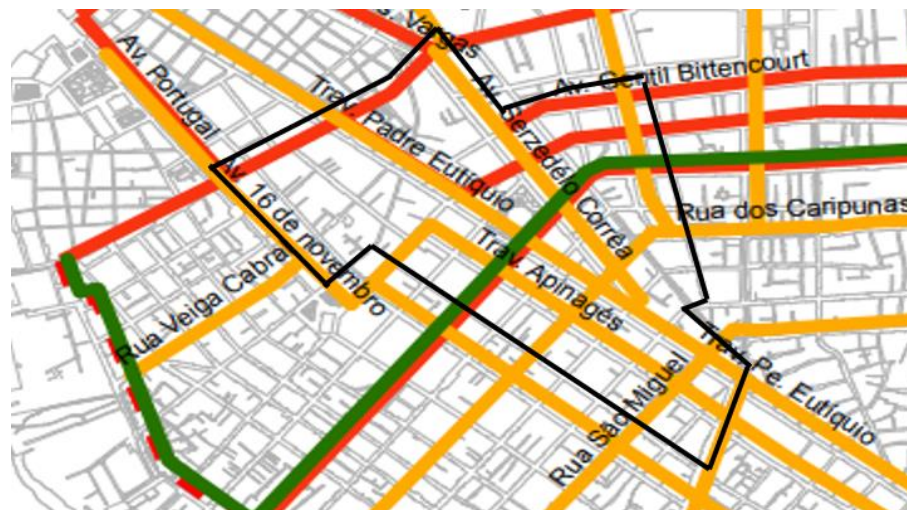 s. Vargas
Av. Portugal
Trav. Padre Eutíquio
Av. Serzedélo Corrêa
Av. Gentil Bittencourt
Av. 16 de novembro
Rua dos Caripunas
Trav. Apinagés
Rua Veiga Cabral
Rua São Miguel
Trav. Pe. Eutíquio